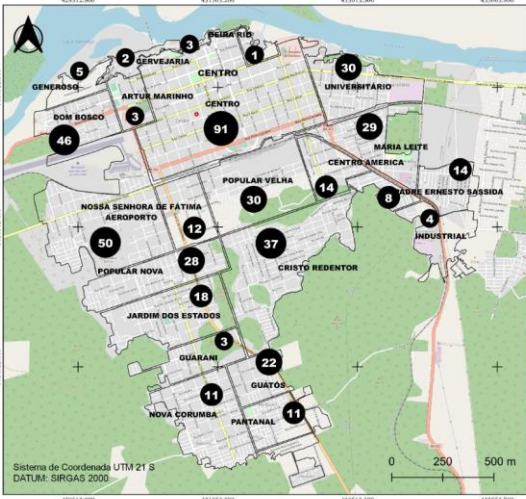 BEIRA RIO
3
2
CERVEJARIA
1
5
GENEROSO
CENTRO
30
UNIVERSITÁRIO
ARTUR MARINHO
CENTRO
3
DOM BOSCO
46
91
29
MARIA LEITE
CENTRO AMERICA
14
POPULAR VELHA
14
PADRE ERNESTO SASSIDA
8
30
NOSSA SENHORA DE FÁTIMA
AEROPORTO
4
12
INDUSTRIAL
50
37
28
POPULAR NOVA
CRISTO REDENTOR
18
JARDIM DOS ESTADOS
3
GUARANI
22
GUATÓS
11
11
NOVA CORUMBA
PANTANAL
Sistema de Coordenada UTM 21 S
DATUM: SIRGAS 2000
0 250 500 m